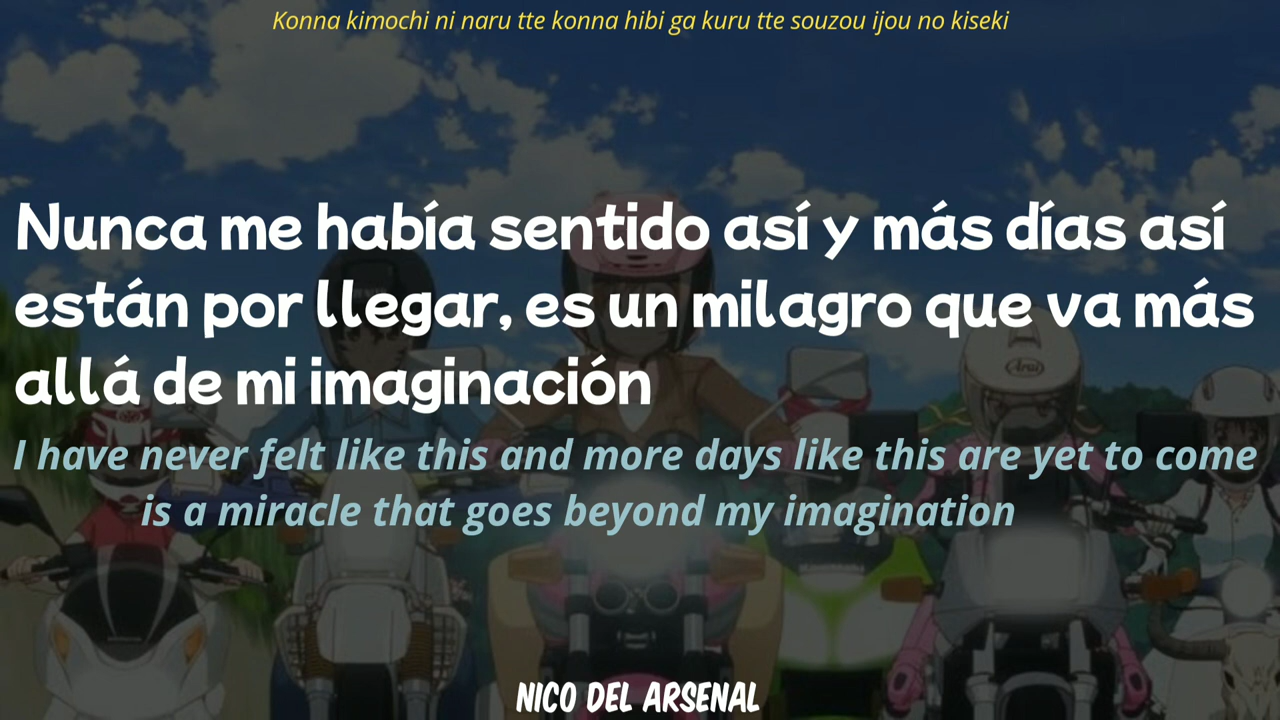 Konna kimochi ni naru tte konna hibi ga kuru tte souzou ijou no kiseki
Nunca me había sentido así y más días así
están por llegar, es un milagro que va más
allá de mi imaginación
I have never felt like this and more days like this are yet to come
is a miracle that goes beyond my imagination
Arai
NICO DEL ARSENAL